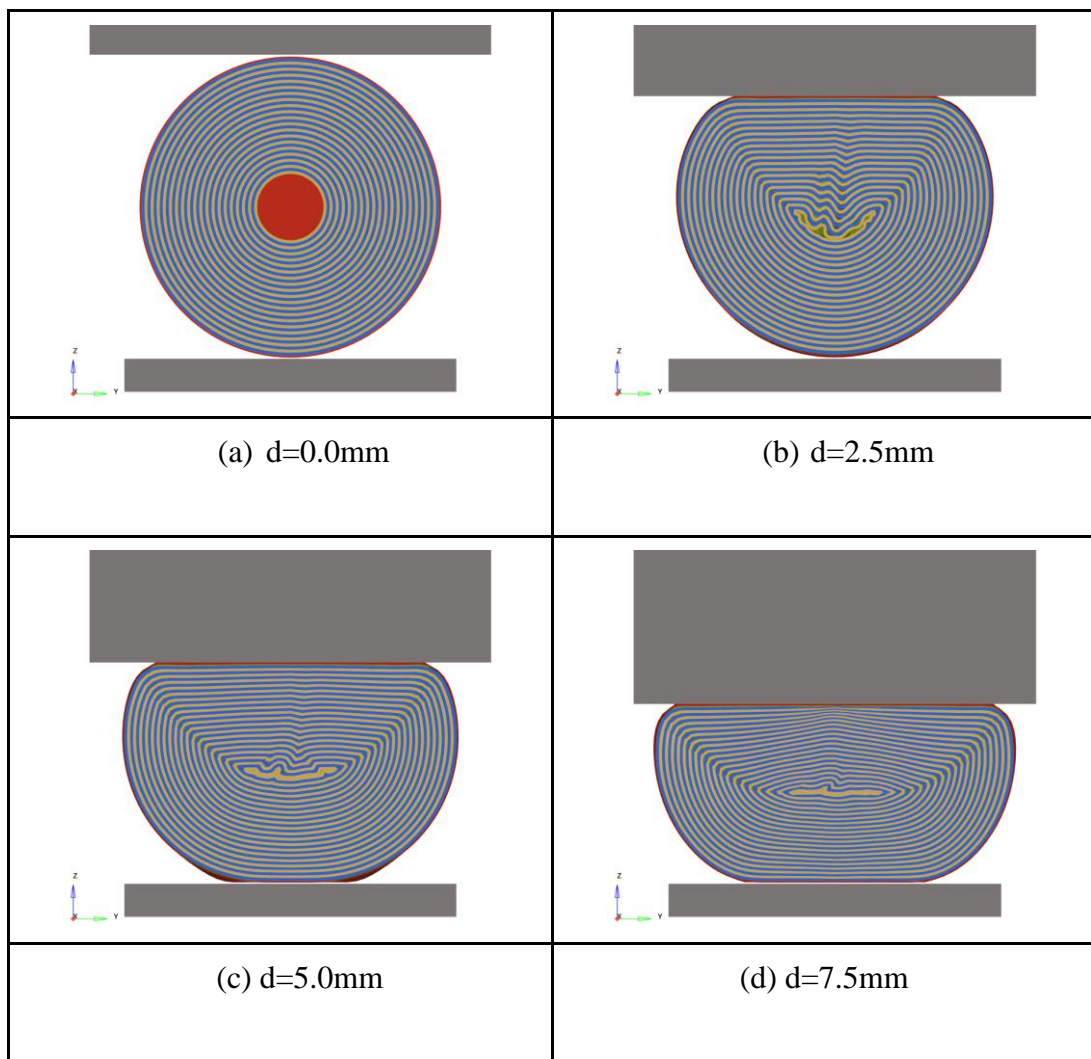 Z
X
Y
Z
X
Y
(a) d=0.0mm
(b) d=2.5mm
Z
X
Y
Z
X
Y
(c) d=5.0mm
(d) d=7.5mm